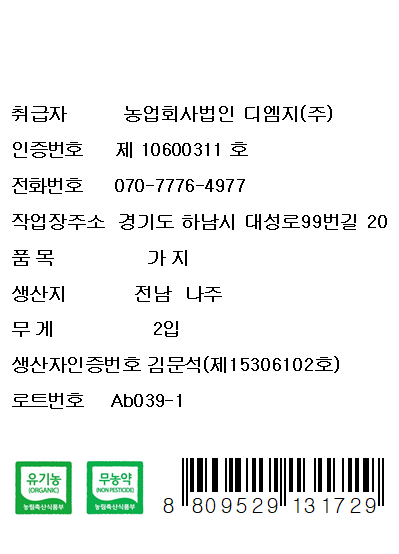 취급자 농업회사법인 디엠지(주)
인증번호 제 10600311 호
전화번호 070-7776-4977
작업장주소 경기도 하남시 대성로99번길 20
품 목 가 지
생산지 전남 나주
무 게 2입
생산자인증번호 김문석(제15306102호)
로트번호 Ab039-1
유기농
(ORGANIC)
농림축산식품부
무농약
(NON PESTICIDE)
농림축산식품부
8 809529 131729